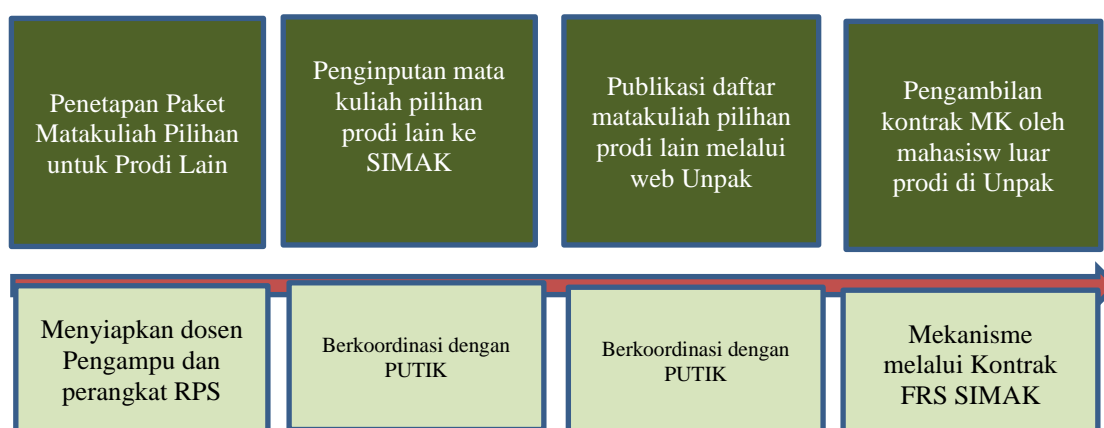 Penetapan Paket
Matakuliah Pilihan
untuk Prodi Lain
Penginputan mata
kuliah pilihan
prodi lain ke
SIMAK
Publikasi daftar
matakuliah pilihan
prodi lain melalui
web Unpak
Pengambilan
kontrak MK oleh
mahasisw luar
prodi di Unpak
Menyiapkan dosen
Pengampu dan
perangkat RPS
Berkoordinasi dengan
PUTIK
Berkoordinasi dengan
PUTIK
Mekanisme
melalui Kontrak
FRS SIMAK